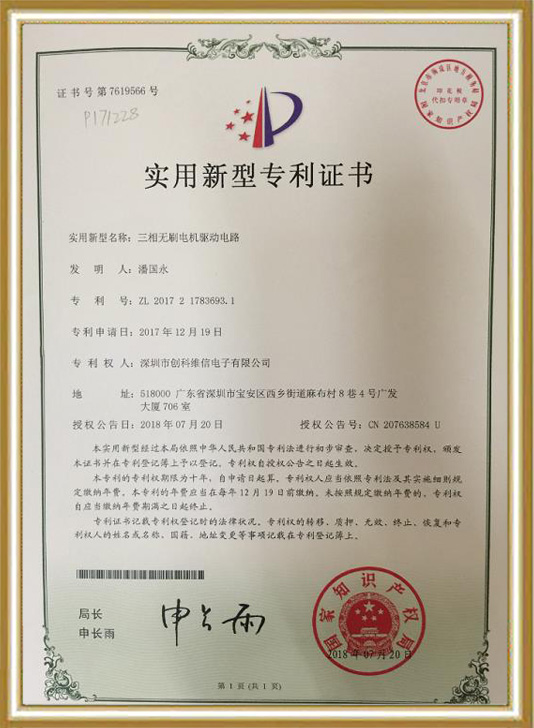 证书号第7619566号
P171228
印花税
代扣专用章
实用新型专利证书
实用新型名称：三相无刷电机驱动电路
发明人：潘国永
专利号：ZL 2017 2 1783693.1
专利申请日：2017年12月19日
专利权人：深圳市创科维信电子有限公司
地址：518000 广东省深圳市宝安区西乡街道麻布村8巷4号广发
大厦706室
授权公告日：2018年07月20日 授权公告号：CN 207638584 U
本实用新型经过本局依照中华人民共和国专利法进行初步审查，决定授予专利权，颁发
本证书并在专利登记簿上予以登记。专利权自授权公告之日起生效。
本专利的专利权期限为十年，自申请日起算。专利权人应当依照专利法及其实施细则规
定缴纳年费。本专利的年费应当在每年12月19日前缴纳。未按照规定缴纳年费的，专利权
自应当缴纳年费期满之日起终止。
专利证书记载专利权登记时的法律状况。专利权的转移、质押、无效、终止、恢复和专
利权人的姓名或名称、国籍、地址变更等事项记载在专利登记簿上。
局长
申长雨
申长雨
国家知识产权局
2018年07月20日
第1页（共1页）